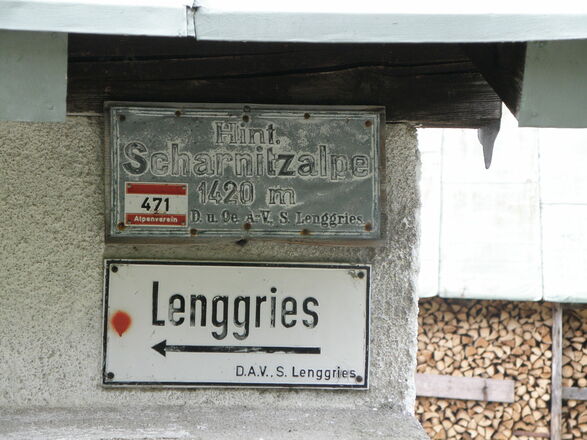 Hint.
Scharnitzalpe
1420 m
D. u. Oe. A-V., S. Lenggries
471
Alpenverein
Lenggries
D.A.V., S. Lenggries